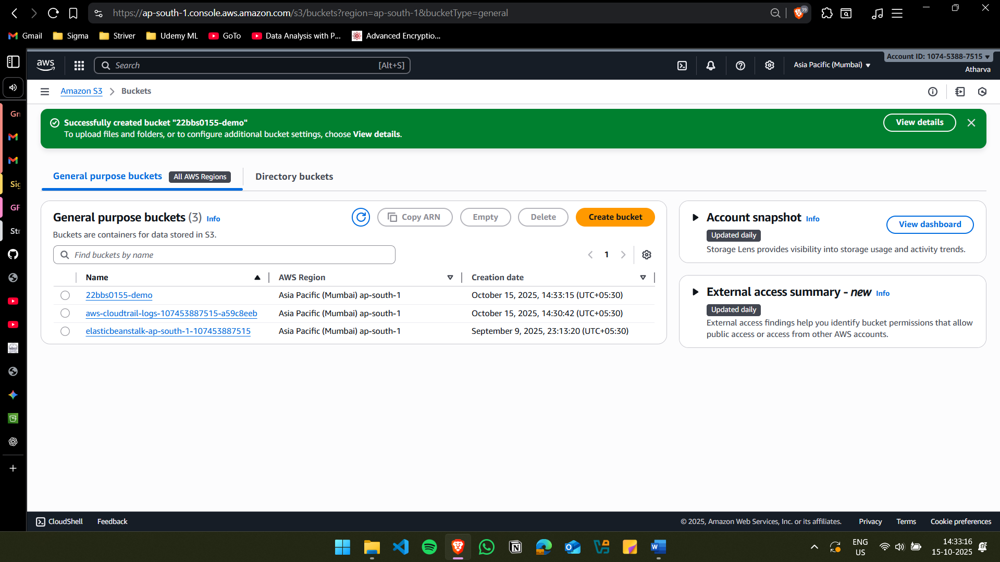 https://ap-south-1.console.aws.amazon.com/s3/buckets?region=ap-south-1&bucketType=general
39
Gmail
Sigma
Striver
Udemy ML
GoTo
Data Analysis with P...
Advanced Encryptio...
aws
Search
[Alt+S]
Asia Pacific (Mumbai)
Account ID: 1074-5388-7515
Atharva
Amazon S3
Buckets
Gm
Sig
GF
Str
Successfully created bucket "22bbs0155-demo"
To upload files and folders, or to configure additional bucket settings, choose View details.
View details
General purpose buckets
All AWS Regions
Directory buckets
General purpose buckets (3) Info
Copy ARN
Empty
Delete
Create bucket
Buckets are containers for data stored in S3.
Find buckets by name
1
Name
AWS Region
Creation date
22bbs0155-demo
Asia Pacific (Mumbai) ap-south-1
October 15, 2025, 14:33:15 (UTC+05:30)
aws-cloudtrail-logs-107453887515-a59c8eeb
Asia Pacific (Mumbai) ap-south-1
October 15, 2025, 14:30:42 (UTC+05:30)
elasticbeanstalk-ap-south-1-107453887515
Asia Pacific (Mumbai) ap-south-1
September 9, 2025, 23:13:20 (UTC+05:30)
Account snapshot Info
Updated daily
View dashboard
Storage Lens provides visibility into storage usage and activity trends.
External access summary - new Info
Updated daily
External access findings help you identify bucket permissions that allow
public access or access from other AWS accounts.
CloudShell
Feedback
© 2025, Amazon Web Services, Inc. or its affiliates.
Privacy
Terms
Cookie preferences
ENG
US
14:33:16
15-10-2025